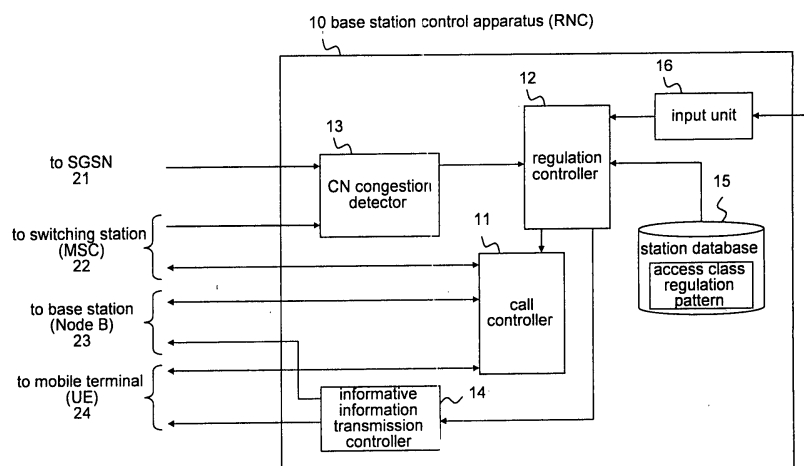 10 base station control apparatus (RNC)
16
input unit
12
regulation
controller
13
CN congestion
detector
to SGSN
21
15
station database
access class
regulation
pattern
11
call
controller
to switching station
(MSC)
22
to base station
(Node B)
23
to mobile terminal
(UE)
24
14
informative
information
transmission
controller